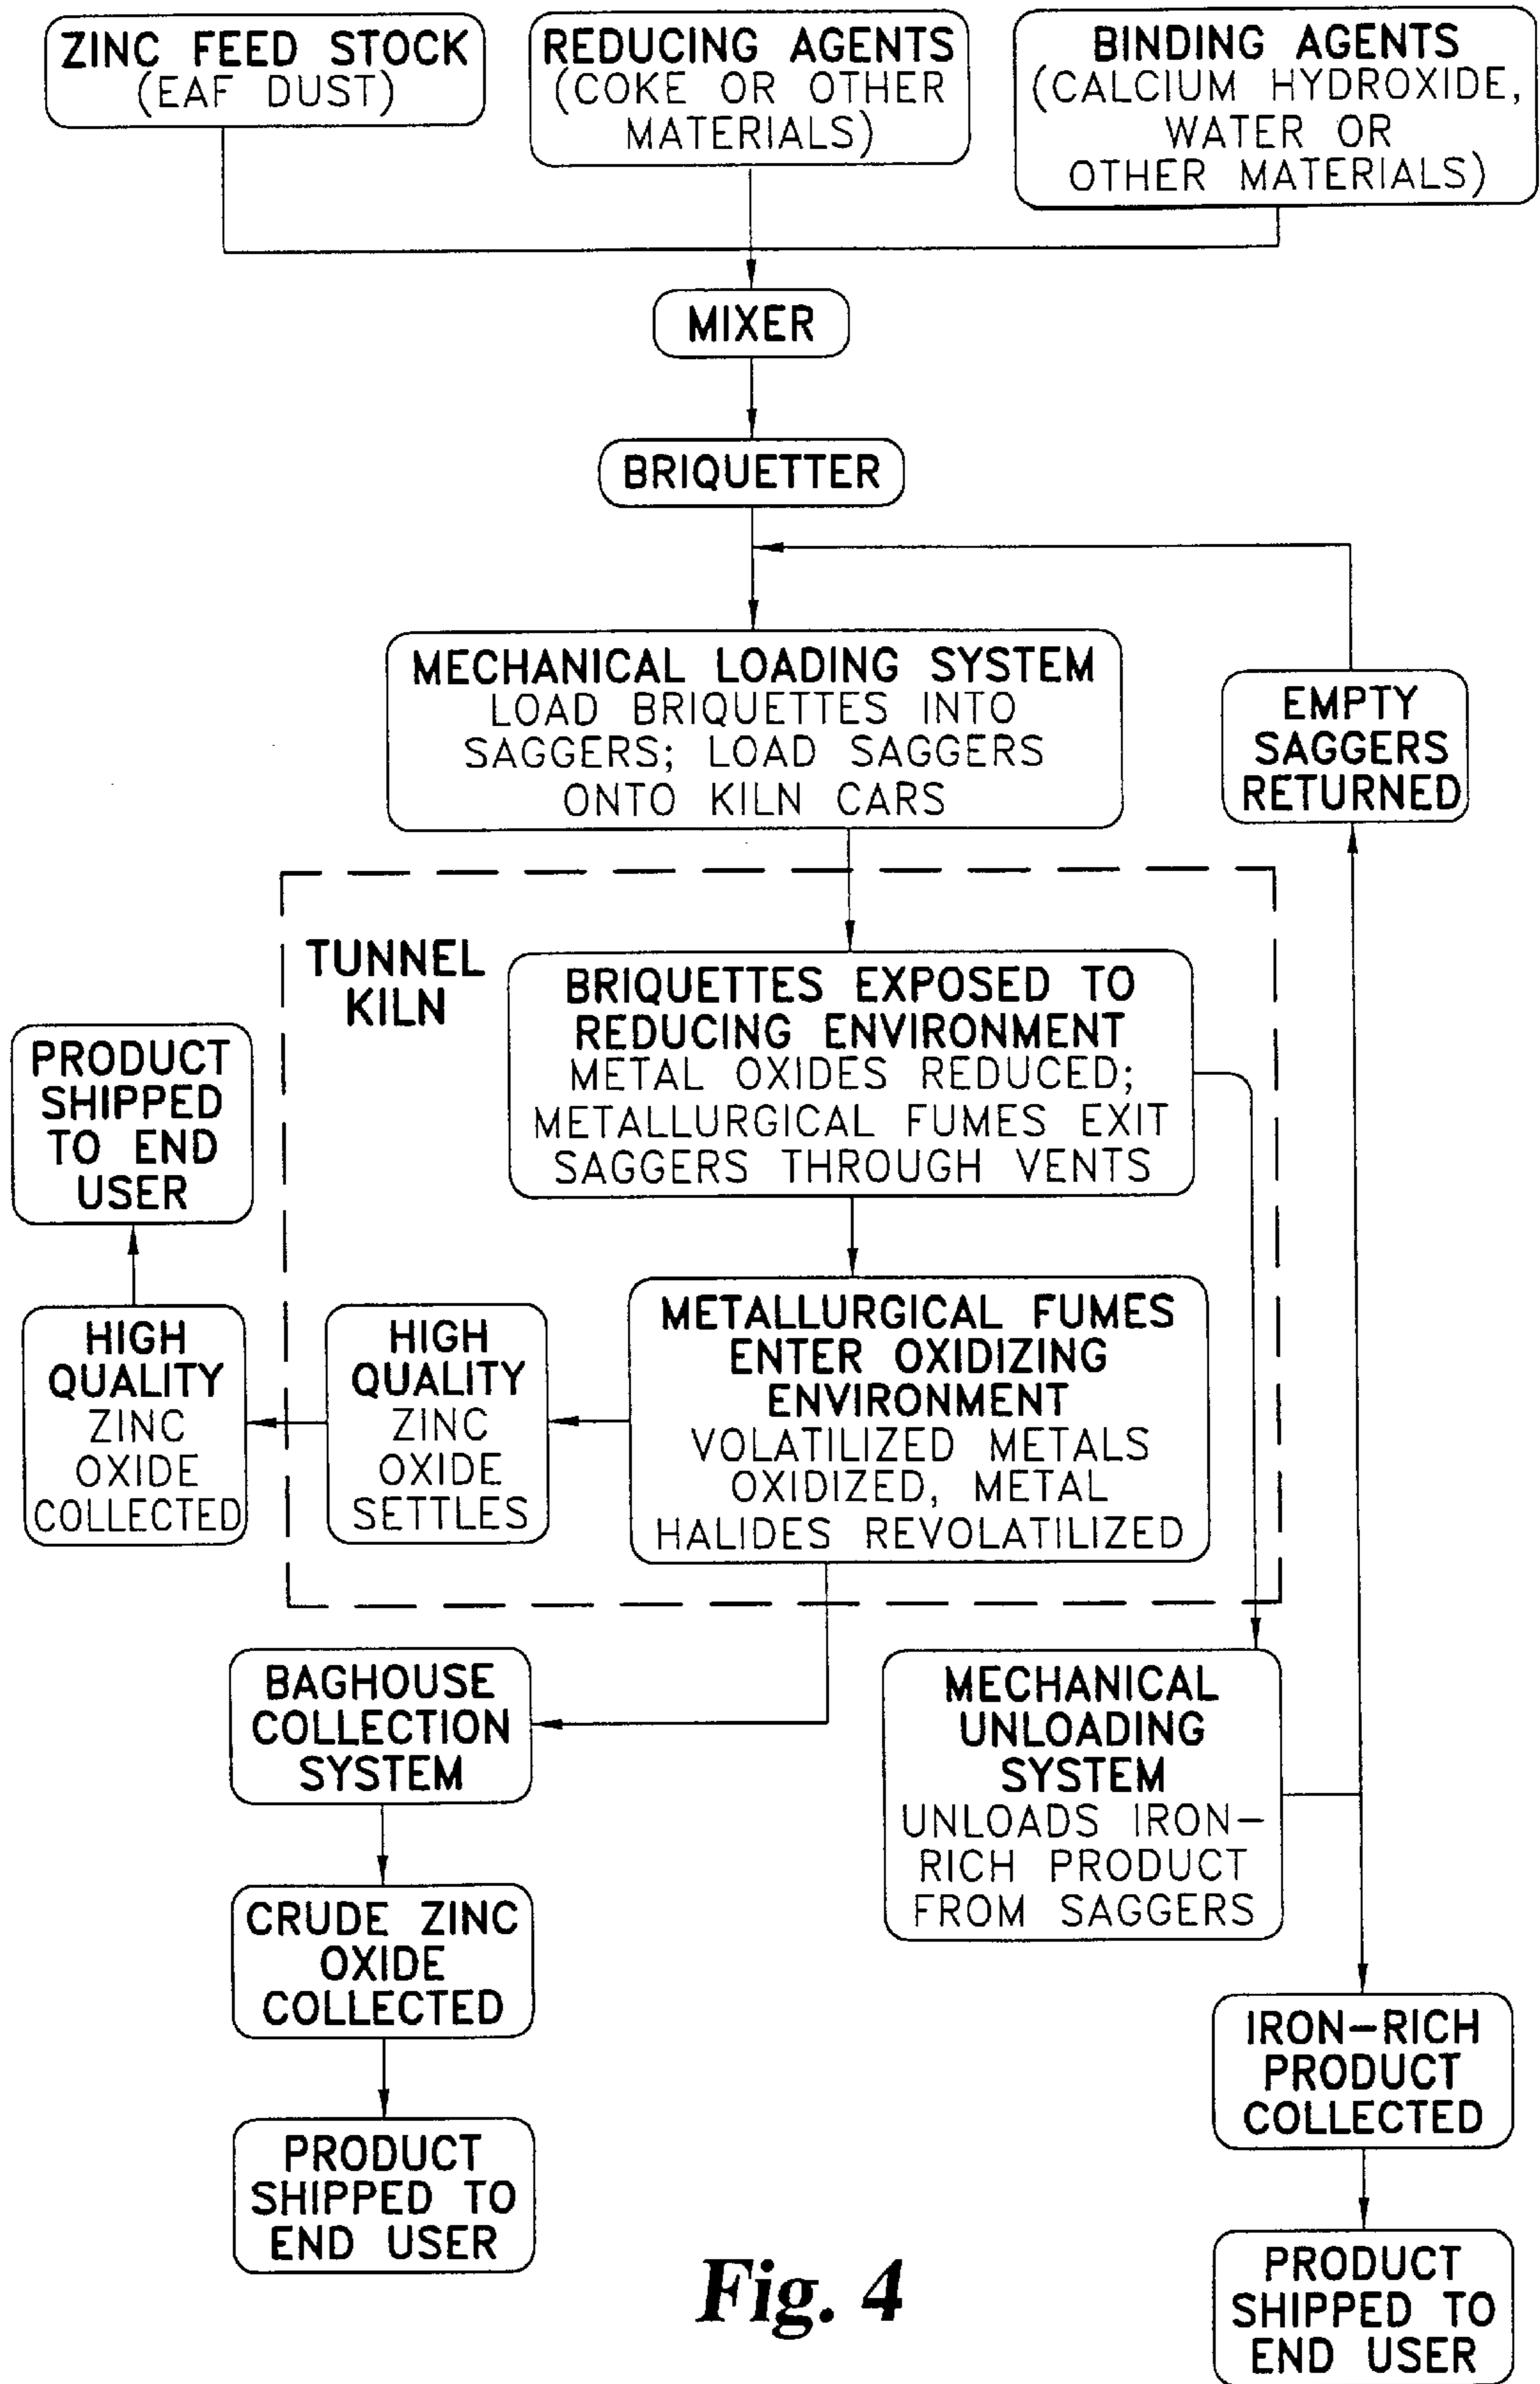 ZINC FEED STOCK
(EAF DUST)
REDUCING AGENTS
(COKE OR OTHER
MATERIALS)
BINDING AGENTS
(CALCIUM HYDROXIDE,
WATER OR
OTHER MATERIALS)
MIXER
BRIQUETTER
MECHANICAL LOADING SYSTEM
LOAD BRIQUETTES INTO
SAGGERS; LOAD SAGGERS
ONTO KILN CARS
EMPTY
SAGGERS
RETURNED
TUNNEL
KILN
BRIQUETTES EXPOSED TO
REDUCING ENVIRONMENT
METAL OXIDES REDUCED;
METALLURGICAL FUMES EXIT
SAGGERS THROUGH VENTS
PRODUCT
SHIPPED
TO END
USER
HIGH
QUALITY
ZINC
OXIDE
COLLECTED
HIGH
QUALITY
ZINC
OXIDE
SETTLES
METALLURGICAL FUMES
ENTER OXIDIZING
ENVIRONMENT
VOLATILIZED METALS
OXIDIZED, METAL
HALIDES REVOLATILIZED
BAGHOUSE
COLLECTION
SYSTEM
MECHANICAL
UNLOADING
SYSTEM
UNLOADS IRON-
RICH PRODUCT
FROM SAGGERS
CRUDE ZINC
OXIDE
COLLECTED
IRON-RICH
PRODUCT
COLLECTED
PRODUCT
SHIPPED TO
END USER
PRODUCT
SHIPPED TO
END USER
Fig. 4